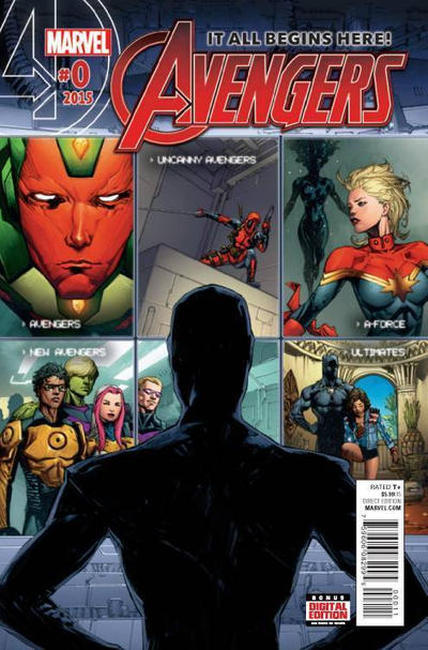 MARVEL
#0
2015
IT ALL BEGINS HERE!
AVENGERS
UNCANNY AVENGERS
AVENGERS
A-FORCE
NEW AVENGERS
ULTIMATES
RATED T+
$5.99 US
DIRECT EDITION
MARVEL.COM
00011
BONUS
DIGITAL
EDITION